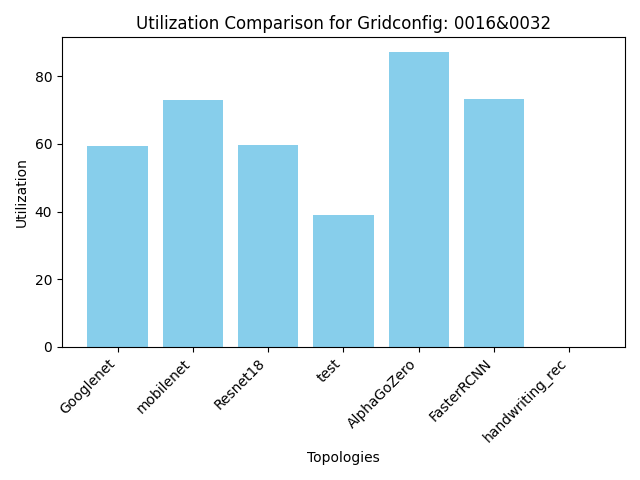 Utilization Comparison for Gridconfig: 0016&0032
Utilization
80
60
40
20
0
Googlenet
mobilenet
Resnet18
test
AlphaGoZero
FasterRCNN
handwriting_rec
Topologies